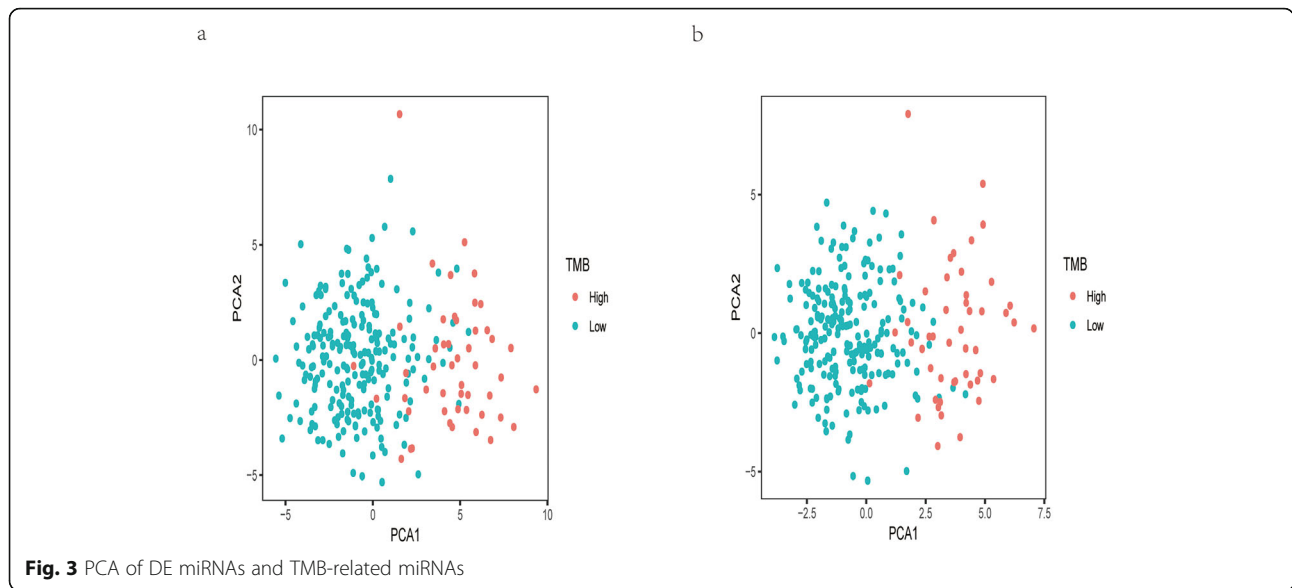 a
b
10
5
0
−5
PCA2
−5
0
5
10
PCA1
TMB
High
Low
5
0
−5
PCA2
−2.5
0.0
2.5
5.0
7.5
PCA1
TMB
High
Low
Fig. 3 PCA of DE miRNAs and TMB-related miRNAs